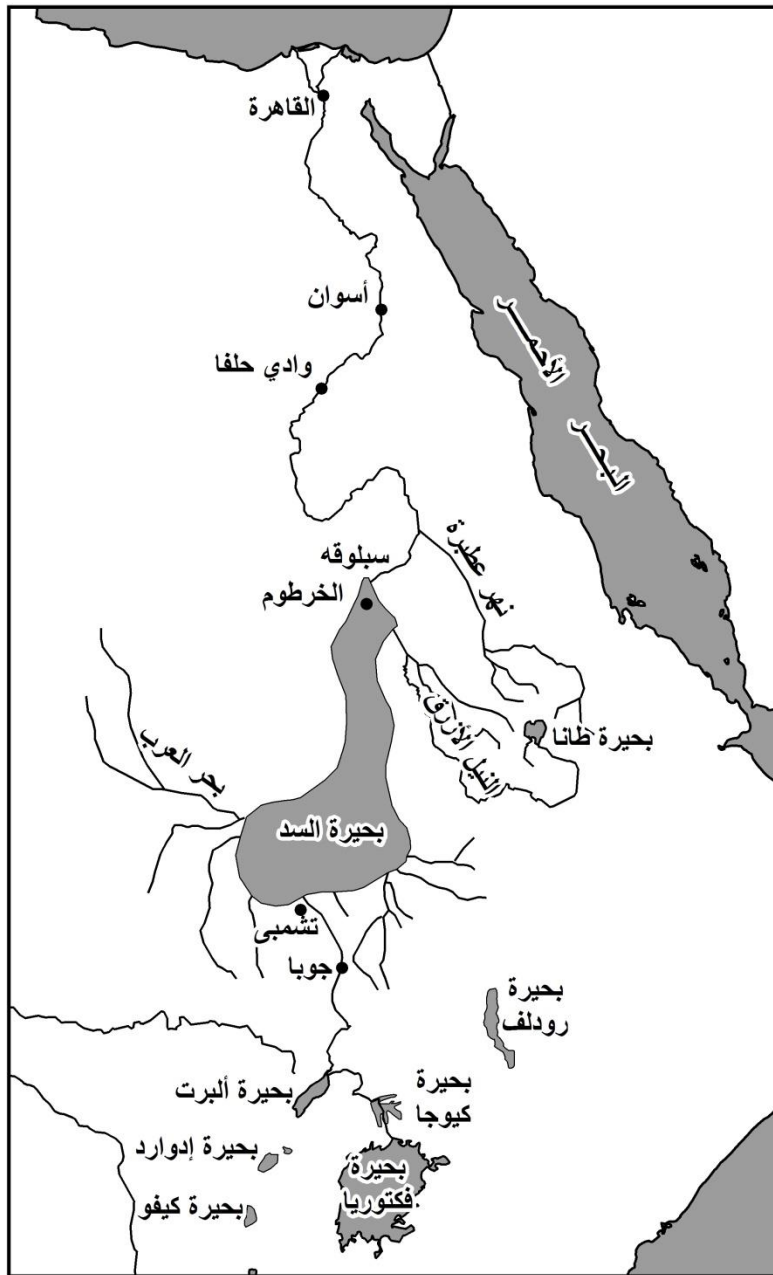 القاهرة
أسوان
وادي حلفا
البحر
الأحمر
نهر عطبرة
سبلوقه
الخرطوم
النيل الأزرق
بحيرة طانا
بحر العرب
بحيرة السد
تشمبى
جوبا
بحيرة
رودلف
بحيرة ألبرت
بحيرة
كيوجا
بحيرة إدوارد
بحيرة
فكتوريا
بحيرة كيفو